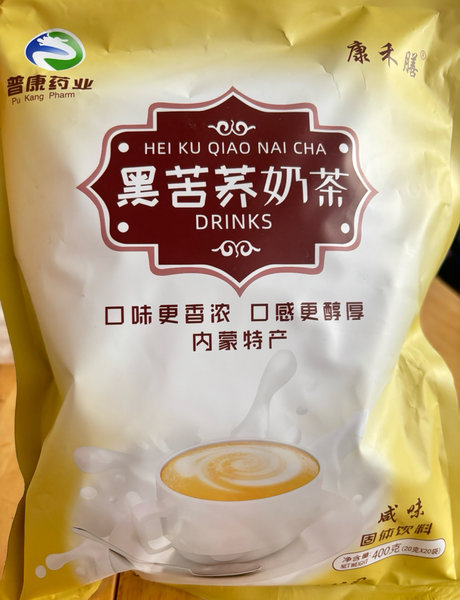 普康药业
Pu Kang Pharm
康禾膳®
HEI KU QIAO NAI CHA
黑苦荞奶茶
DRINKS
口味更香浓 口感更醇厚
内蒙特产
咸味
固体饮料
净含量: 400克 (20克X20袋)